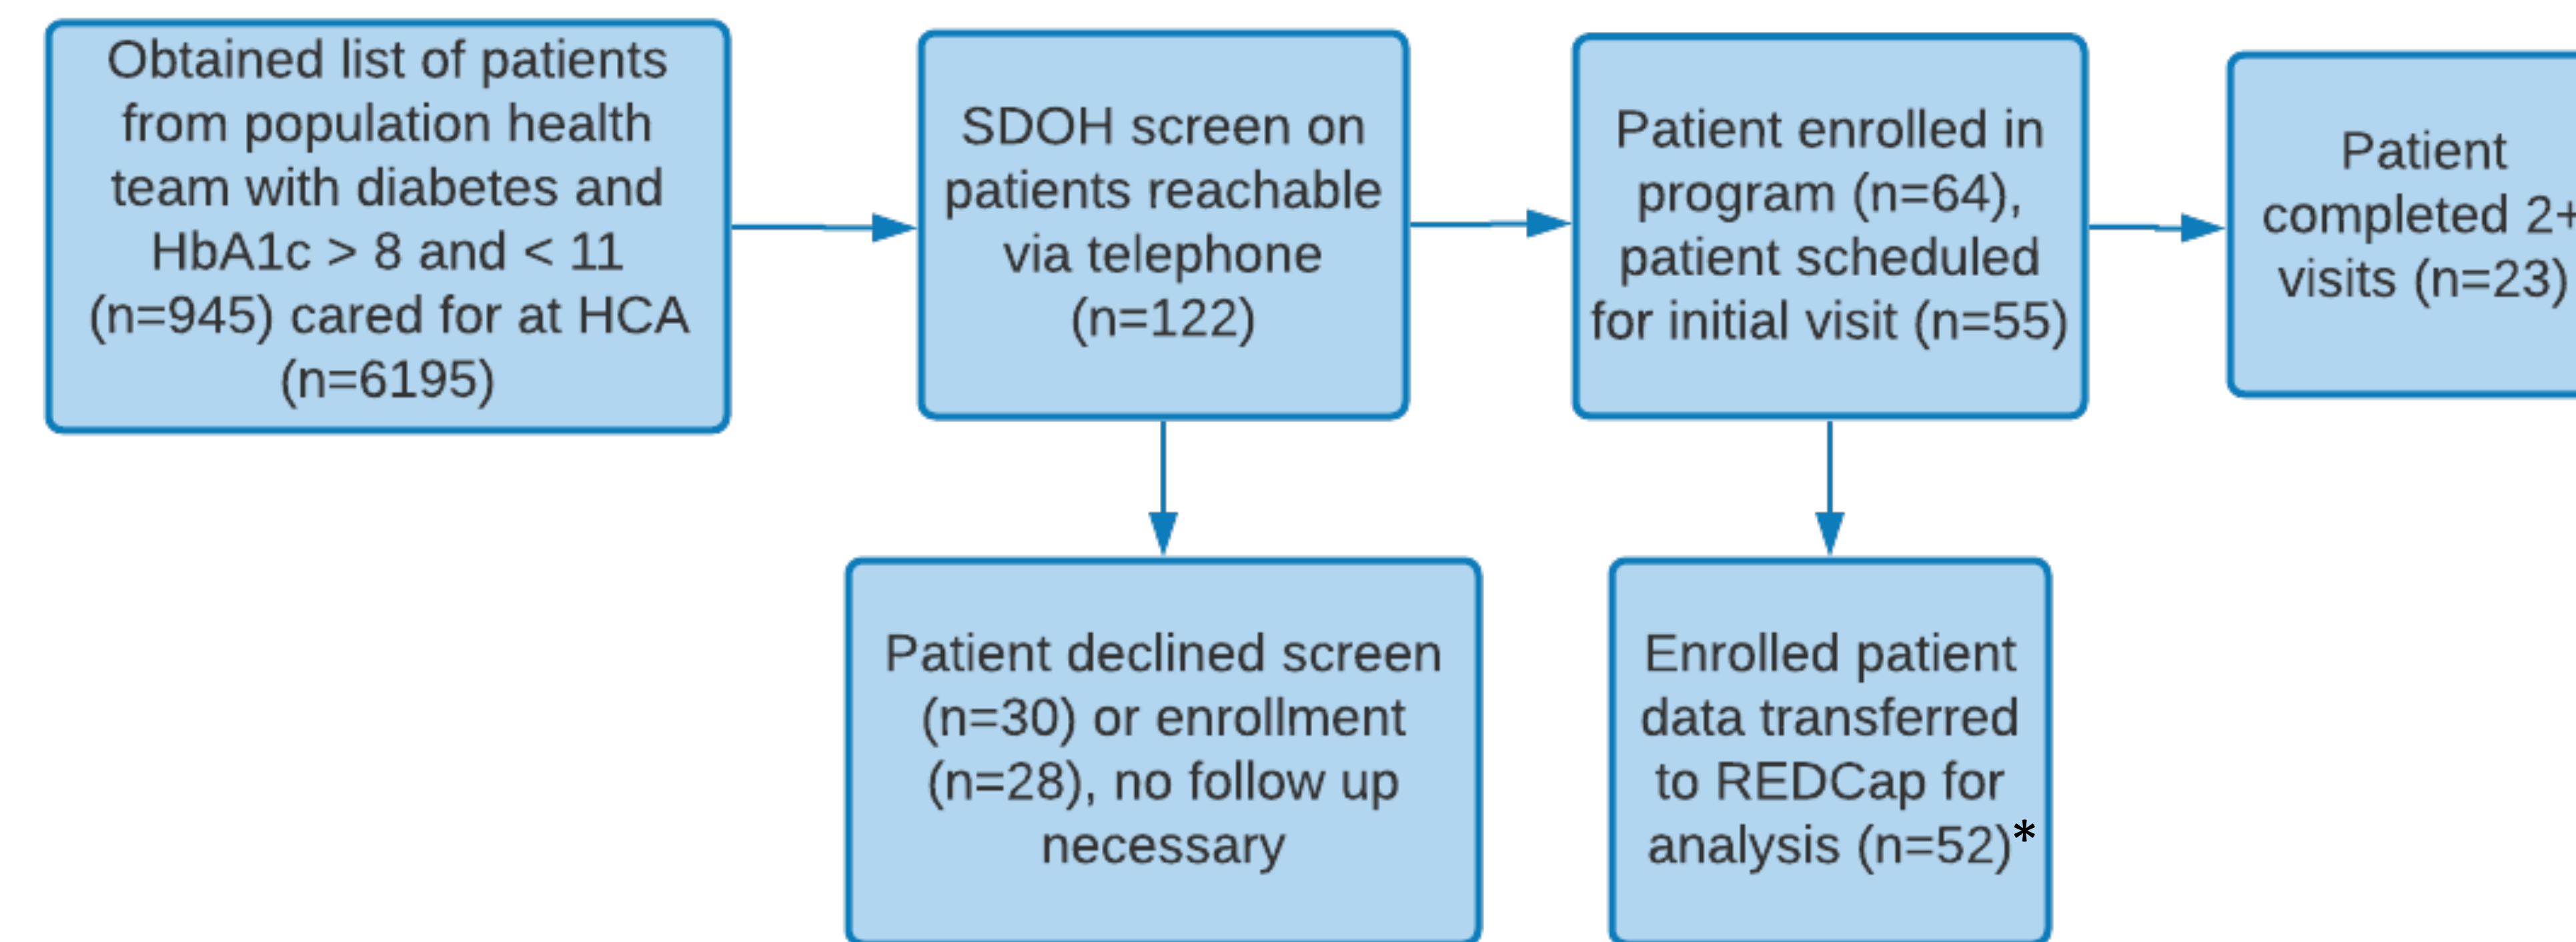 Obtained list of patients
from population health
team with diabetes and
HbA1c > 8 and < 11
(n=945) cared for at HCA
(n=6195)
SDOH screen on
patients reachable
via telephone
(n=122)
Patient enrolled in
program (n=64),
patient scheduled
for initial visit (n=55)
Patient
completed 2+
visits (n=23)
Patient declined screen
(n=30) or enrollment
(n=28), no follow up
necessary
Enrolled patient
data transferred
to REDCap for
analysis (n=52)*